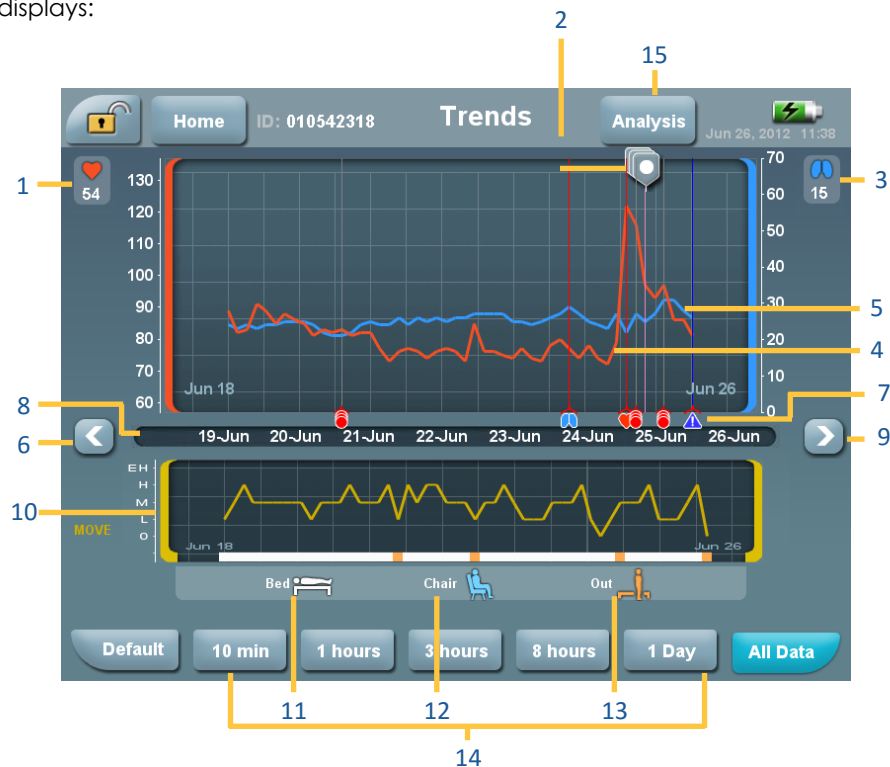 displays:
2
15
Home ID: 010542318 Trends Analysis
Jun 26, 2012 11:38
1
54
3
15
130
120
110
100
90
80
70
60
70
60
50
40
30
20
10
0
5
4
Jun 18 Jun 26
7
8
6
19-Jun 20-Jun 21-Jun 22-Jun 23-Jun 24-Jun 25-Jun 26-Jun
9
10
MOVE
EH
H
M
L
O
Jun 18 Jun 26
Bed Chair Out
Default 10 min 1 hours 3 hours 8 hours 1 Day All Data
11 12 13
14